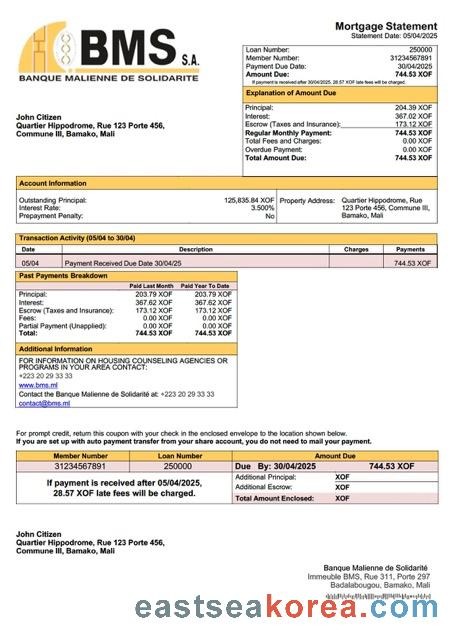 BMS S.A.
BANQUE MALIENNE DE SOLIDARITE
Mortgage Statement
Statement Date: 05/04/2025
Loan Number: 250000
Member Number: 31234567891
Payment Due Date: 30/04/2025
Amount Due: 744.53 XOF
If payment is received after 30/04/2025, 28.57 XOF late fees will be charged.
Explanation of Amount Due
Principal: 204.39 XOF
Interest: 367.02 XOF
Escrow (Taxes and Insurance): 173.12 XOF
Regular Monthly Payment: 744.53 XOF
Total Fees and Charges: 0.00 XOF
Overdue Payment: 0.00 XOF
Total Amount Due: 744.53 XOF
John Citizen
Quartier Hippodrome, Rue 123 Porte 456,
Commune III, Bamako, Mali
Account Information
Outstanding Principal: 125,835.84 XOF
Interest Rate: 3.500%
Prepayment Penalty: No
Property Address: Quartier Hippodrome, Rue
123 Porte 456, Commune III,
Bamako, Mali
Transaction Activity (05/04 to 30/04)
Date Description Charges Payments
05/04 Payment Received Due Date 30/04/25 744.53 XOF
Past Payments Breakdown
Paid Last Month Paid Year To Date
Principal: 203.79 XOF 203.79 XOF
Interest: 367.62 XOF 367.62 XOF
Escrow (Taxes and Insurance): 173.12 XOF 173.12 XOF
Fees: 0.00 XOF 0.00 XOF
Partial Payment (Unapplied): 0.00 XOF 0.00 XOF
Total: 744.53 XOF 744.53 XOF
Additional Information
FOR INFORMATION ON HOUSING COUNSELING AGENCIES OR
PROGRAMS IN YOUR AREA CONTACT:
+223 20 29 33 33
www.bms.ml
Contact the Banque Malienne de Solidarité at: +223 20 29 33 33
contact@bms.ml
For prompt credit, return this coupon with your check in the enclosed envelope to the location shown below.
If you are set up with auto payment transfer from your share account, you do not need to mail your payment.
Member Number Loan Number Amount Due
31234567891 250000 Due By: 30/04/2025 744.53 XOF
If payment is received after 05/04/2025,
28.57 XOF late fees will be charged.
Additional Principal: XOF
Additional Escrow: XOF
Total Amount Enclosed: XOF
John Citizen
Quartier Hippodrome, Rue 123 Porte 456,
Commune III, Bamako, Mali
Banque Malienne de Solidarité
Immeuble BMS, Rue 311, Porte 297
Badalabougou, Bamako, Mali
eastseakorea.com